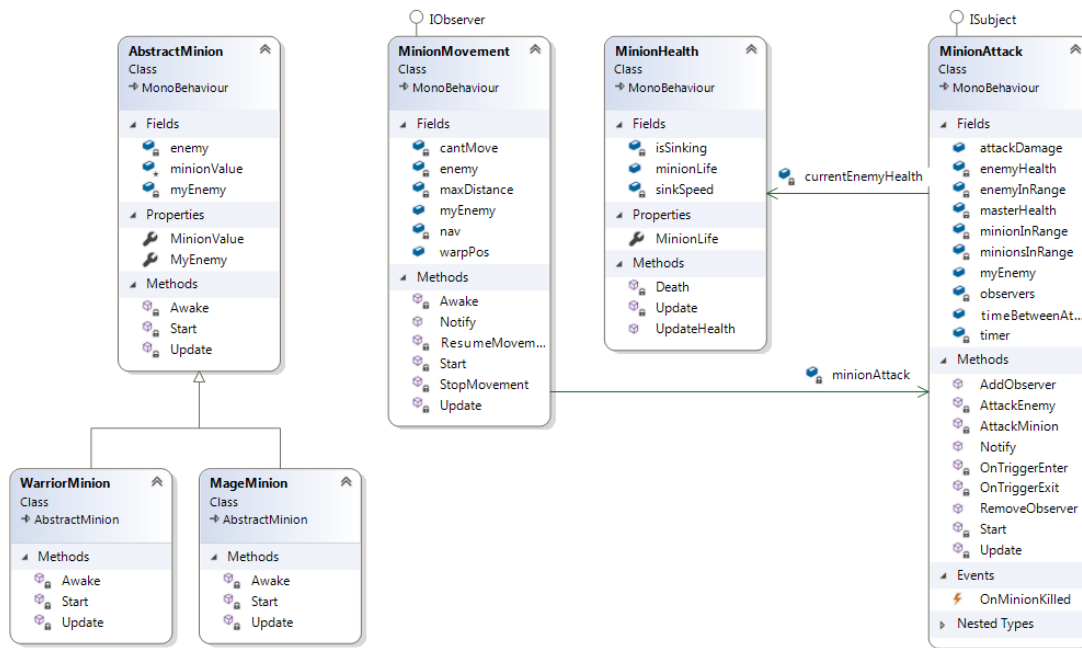 IObserver
ISubject
AbstractMinion
Class
MonoBehaviour
Fields
enemy
minionValue
myEnemy
Properties
MinionValue
MyEnemy
Methods
Awake
Start
Update
MinionMovement
Class
MonoBehaviour
Fields
cantMove
enemy
maxDistance
myEnemy
nav
warpPos
Methods
Awake
Notify
ResumeMovem...
Start
StopMovement
Update
MinionHealth
Class
MonoBehaviour
Fields
isSinking
minionLife
sinkSpeed
Properties
MinionLife
Methods
Death
Update
UpdateHealth
currentEnemyHealth
minionAttack
MinionAttack
Class
MonoBehaviour
Fields
attackDamage
enemyHealth
enemyInRange
masterHealth
minionInRange
minionsInRange
myEnemy
observers
timeBetweenAt...
timer
Methods
AddObserver
AttackEnemy
AttackMinion
Notify
OnTriggerEnter
OnTriggerExit
RemoveObserver
Start
Update
Events
OnMinionKilled
Nested Types
WarriorMinion
Class
AbstractMinion
Methods
Awake
Start
Update
MageMinion
Class
AbstractMinion
Methods
Awake
Start
Update